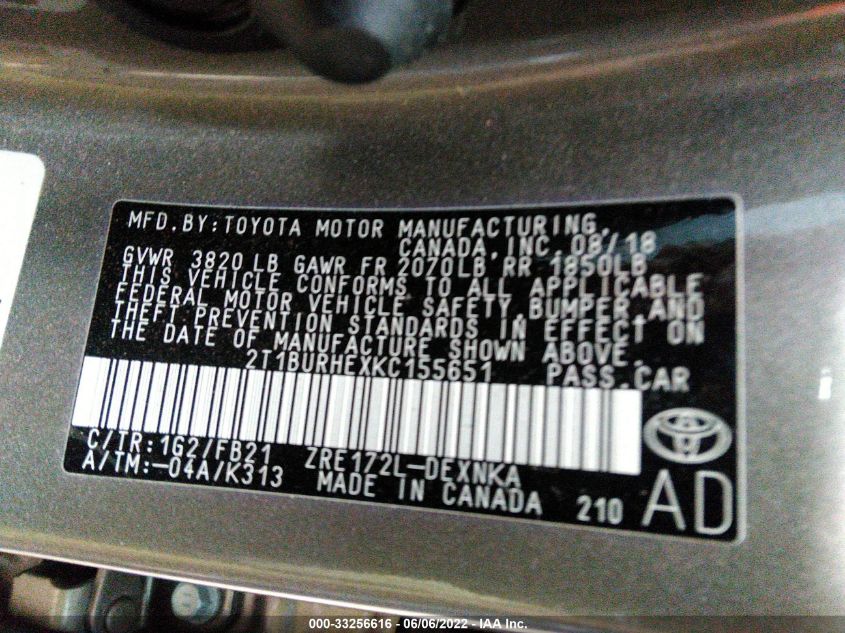 MFD.BY:TOYOTA MOTOR MANUFACTURING,
CANADA,INC. 08/18
GVWR 3820 LB GAWR FR 2070LB RR 1850LB
THIS VEHICLE CONFORMS TO ALL APPLICABLE
FEDERAL MOTOR VEHICLE SAFETY,BUMPER,AND
THEFT PREVENTION STANDARDS IN EFFECT ON
THE DATE OF MANUFACTURE SHOWN ABOVE.
2T1BURHEXKC155651 PASS.CAR
C/TR:1G2/FB21 ZRE172L-DEXNKA
A/TM:-04A/K313 MADE IN CANADA 210 AD
000-33256616 - 06/06/2022 - IAA Inc.